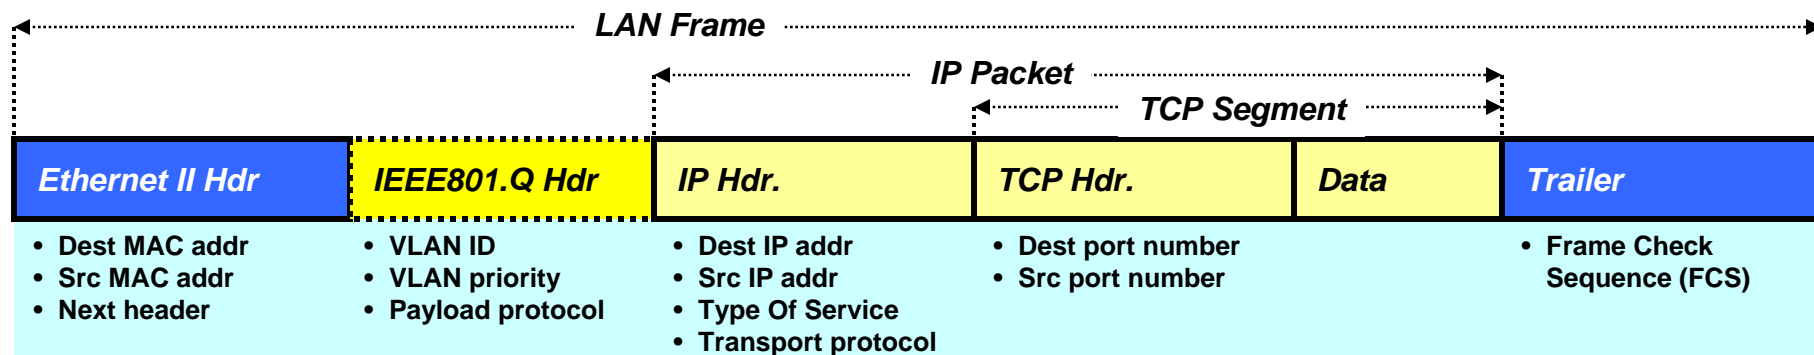 LAN Frame
IP Packet
TCP Segment
Ethernet II Hdr
IEEE801.Q Hdr
IP Hdr.
TCP Hdr.
Data
Trailer
• Dest MAC addr
• Src MAC addr
• Next header
• VLAN ID
• VLAN priority
• Payload protocol
• Dest IP addr
• Src IP addr
• Type Of Service
• Transport protocol
• Dest port number
• Src port number
• Frame Check
Sequence (FCS)